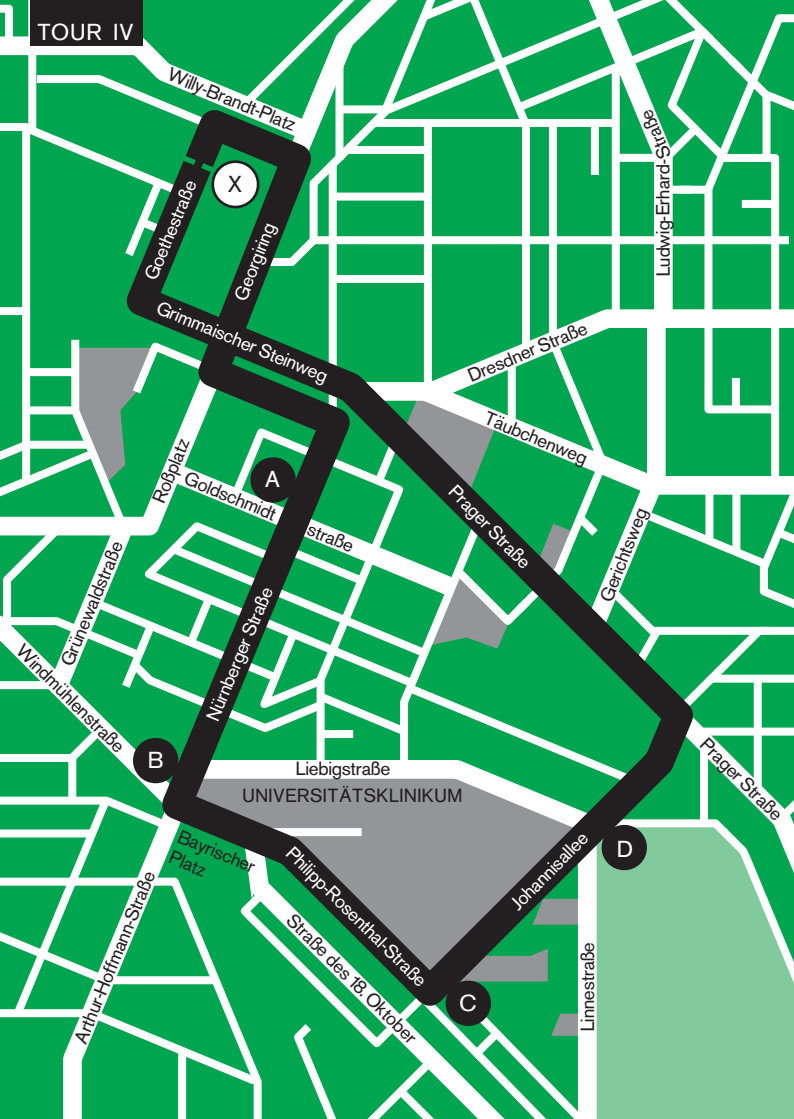 TOUR IV
Willy-Brandt-Platz
X
Goethestraße
Georgiring
Ludwig-Erhard-Straße
Grimmaischer Steinweg
Dresdner Straße
Täubchenweg
Roßplatz
A
Goldschmidt
straße
Prager Straße
Gerichtsweg
Grünewaldstraße
Nürnberger Straße
Windmühlenstraße
B
Liebigstraße
UNIVERSITÄTSKLINIKUM
Prager Straße
Bayrischer
Platz
Philipp-Rosenthal-Straße
Johannisallee
D
Arthur-Hoffmann-Straße
Straße des 18. Oktober
C
Linnestraße